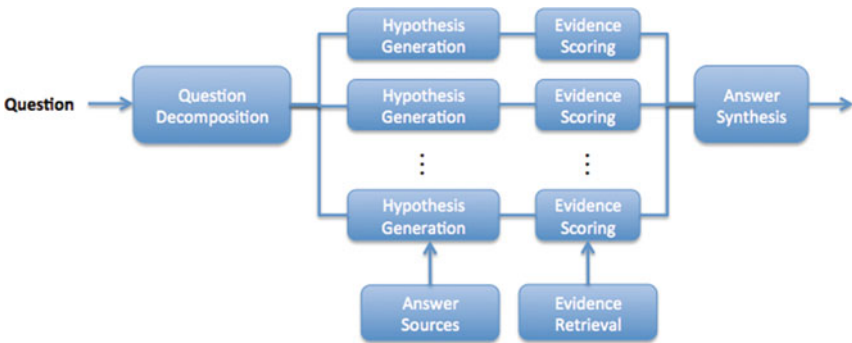 Hypothesis
Generation
Evidence
Scoring
Question
Question
Decomposition
Hypothesis
Generation
Evidence
Scoring
Answer
Synthesis
Hypothesis
Generation
Evidence
Scoring
Answer
Sources
Evidence
Retrieval